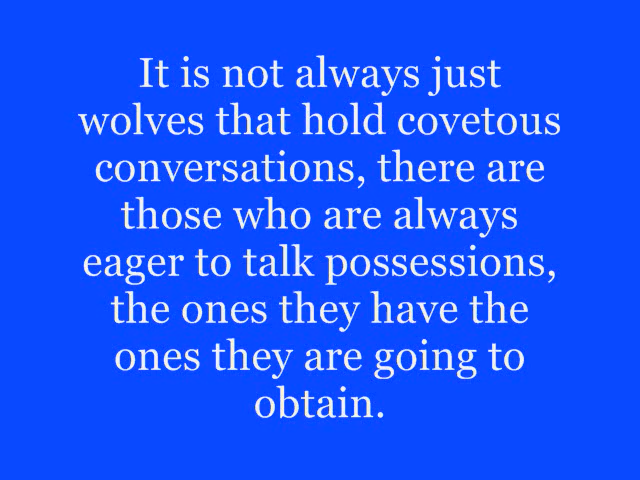 It is not always just
wolves that hold covetous
conversations, there are
those who are always
eager to talk possessions,
the ones they have the
ones they are going to
obtain.